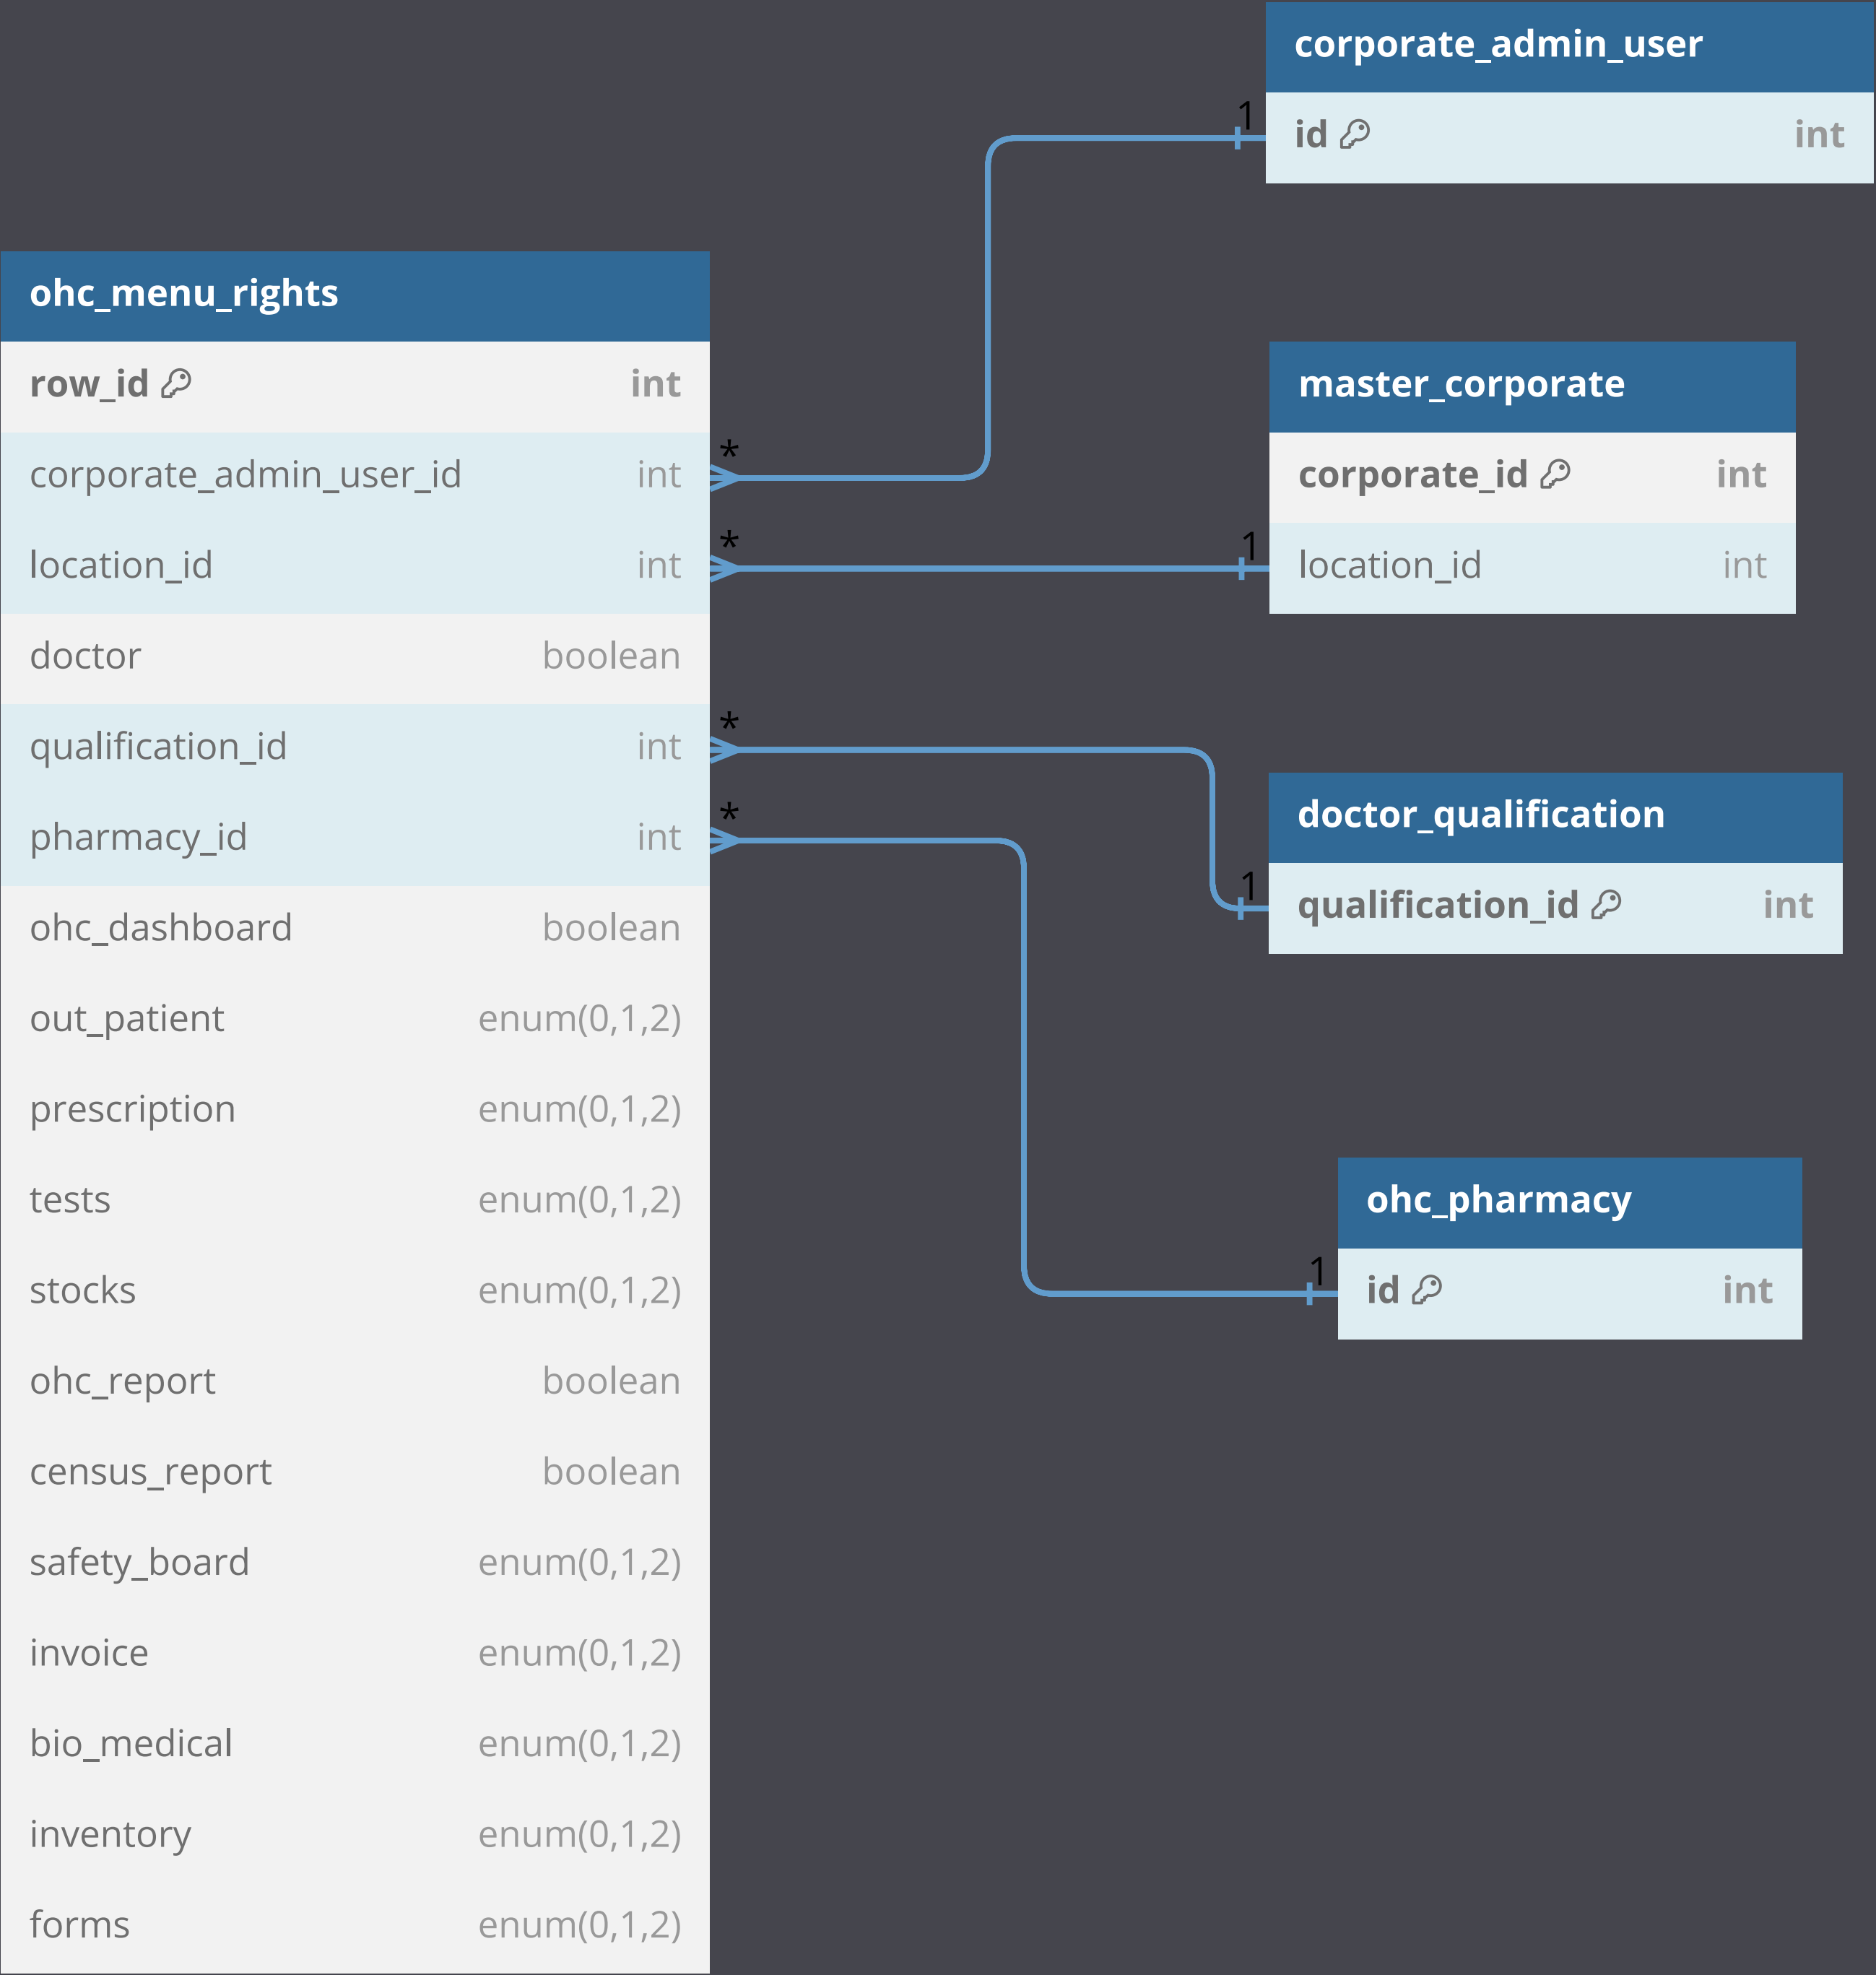 corporate_admin_user
1
id int
ohc_menu_rights
row_id int
* corporate_admin_user_id int
* location_id int
doctor boolean
* qualification_id int
* pharmacy_id int
ohc_dashboard boolean
out_patient enum(0,1,2)
prescription enum(0,1,2)
tests enum(0,1,2)
stocks enum(0,1,2)
ohc_report boolean
census_report boolean
safety_board enum(0,1,2)
invoice enum(0,1,2)
bio_medical enum(0,1,2)
inventory enum(0,1,2)
forms enum(0,1,2)
master_corporate
corporate_id int
1
location_id int
doctor_qualification
1
qualification_id int
ohc_pharmacy
1
id int